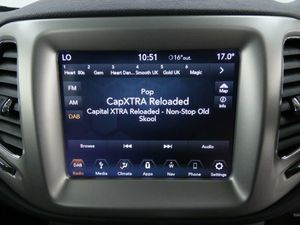 LO 10:51 16°out. 17.0°
1 2 3 4 5 6
Heart 80s Gem Heart Dan... Smooth UK Gold UK Magic
FM
AM
DAB
Pop
CapXTRA Reloaded
Capital XTRA Reloaded - Non-Stop Old
Skool
Map
Info
Browse Audio
DAB
Radio Media Climate Apps Nav Phone Settings